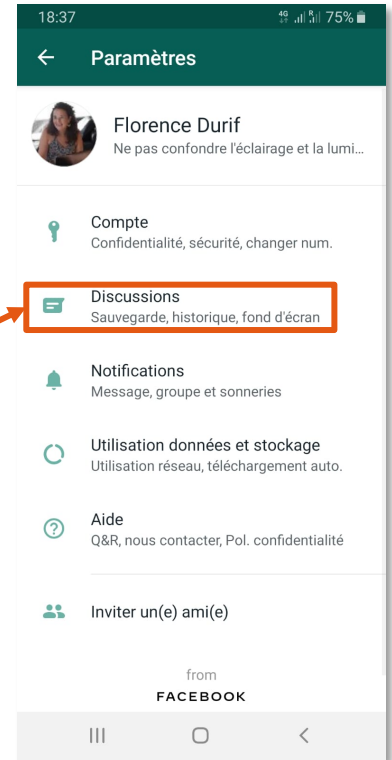 18:37 4G R 75%
Paramètres
Florence Durif
Ne pas confondre l'éclairage et la lumi...
Compte
Confidentialité, sécurité, changer num.
Discussions
Sauvegarde, historique, fond d'écran
Notifications
Message, groupe et sonneries
Utilisation données et stockage
Utilisation réseau, téléchargement auto.
Aide
Q&R, nous contacter, Pol. confidentialité
Inviter un(e) ami(e)
from
FACEBOOK